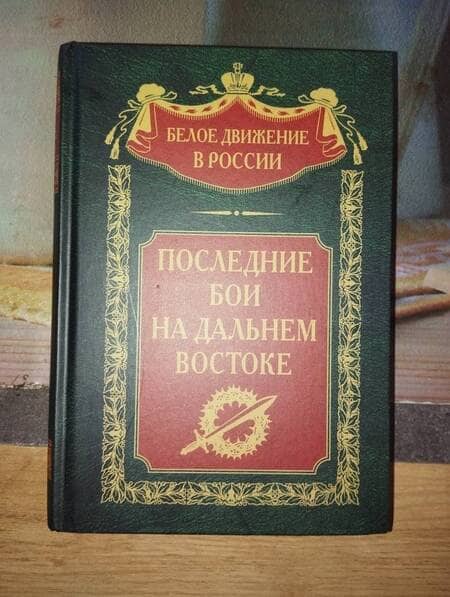 БЕЛОЕ ДВИЖЕНИЕ
В РОССИИ
ПОСЛЕДНИЕ
БОИ
НА ДАЛЬНЕМ
ВОСТОКЕ